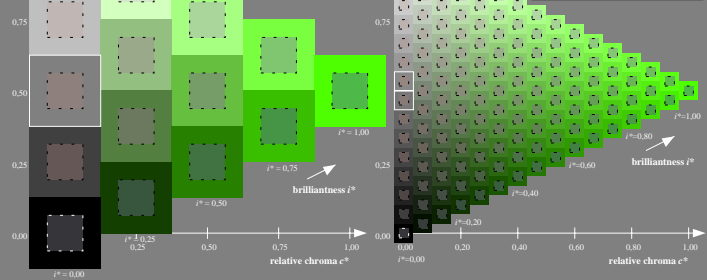 0,75
0,50
0,25
0,00
i* = 1,00
i* = 0,75
brilliantness i*
i* = 0,50
i* = 0,25
0,25
0,50
0,75
1,00
relative chroma c*
i* = 0,00
0,75
0,50
0,25
0,00
i*=1,00
i*=0,80
brilliantness i*
i*=0,60
i*=0,40
i*=0,20
0,00
0,20
0,40
0,60
0,80
1,00
i*=0,00
relative chroma c*